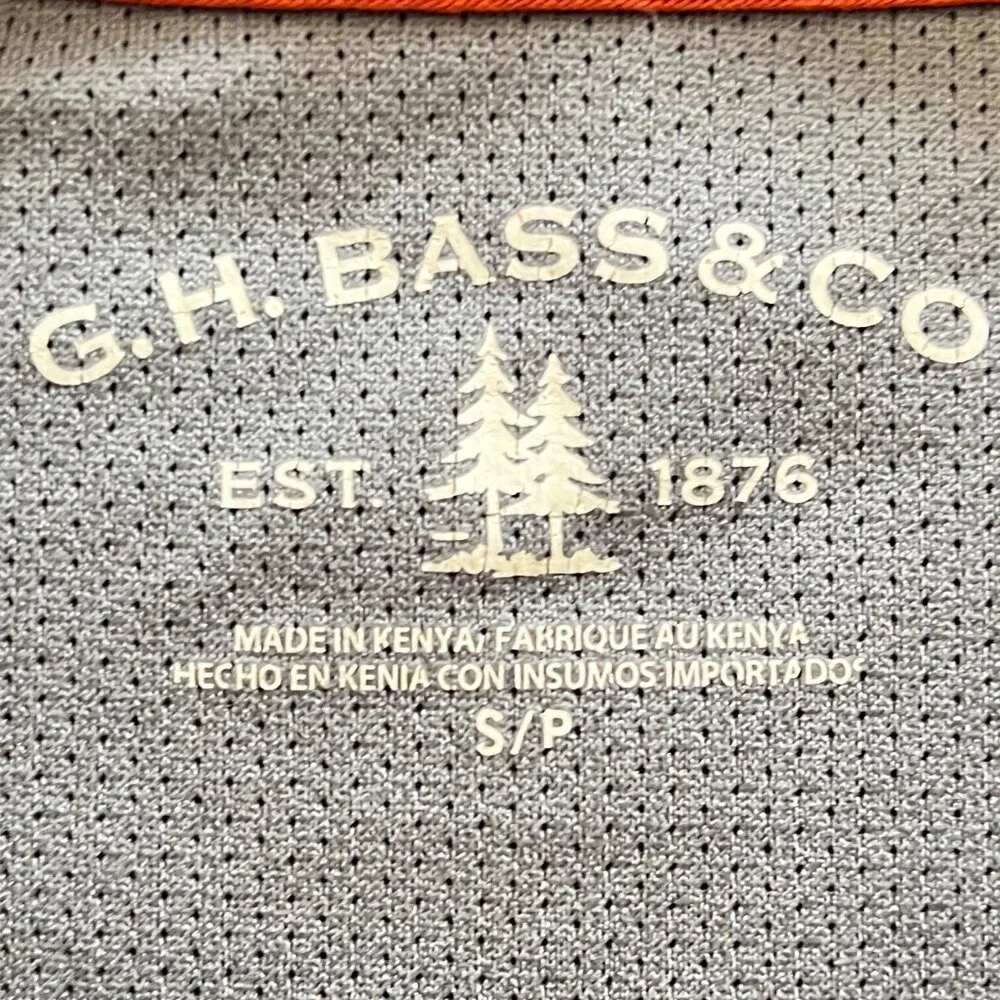 G.H. BASS & CO
EST. 1876
MADE IN KENYA/ FABRIQUE AU KENYA
HECHO EN KENIA CON INSUMOS IMPORTADOS
S/P